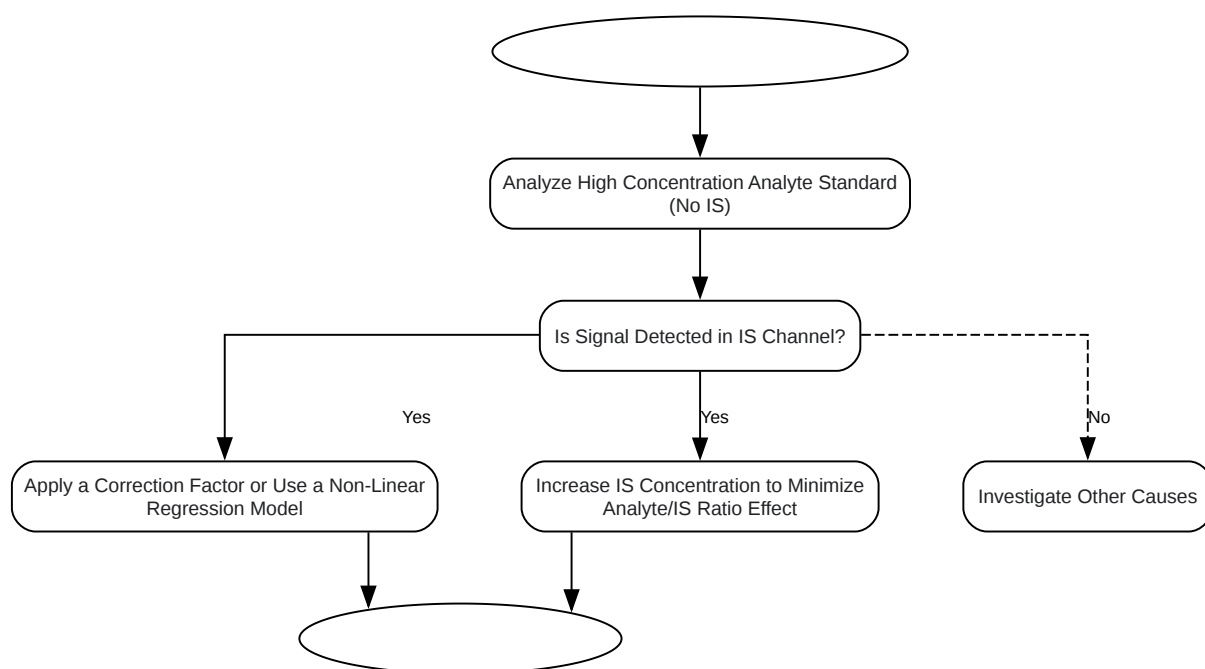 Analyze High Concentration Analyte Standard
(No IS)
Is Signal Detected in IS Channel?
Yes
Yes
No
Apply a Correction Factor or Use a Non-Linear
Regression Model
Increase IS Concentration to Minimize
Analyte/IS Ratio Effect
Investigate Other Causes